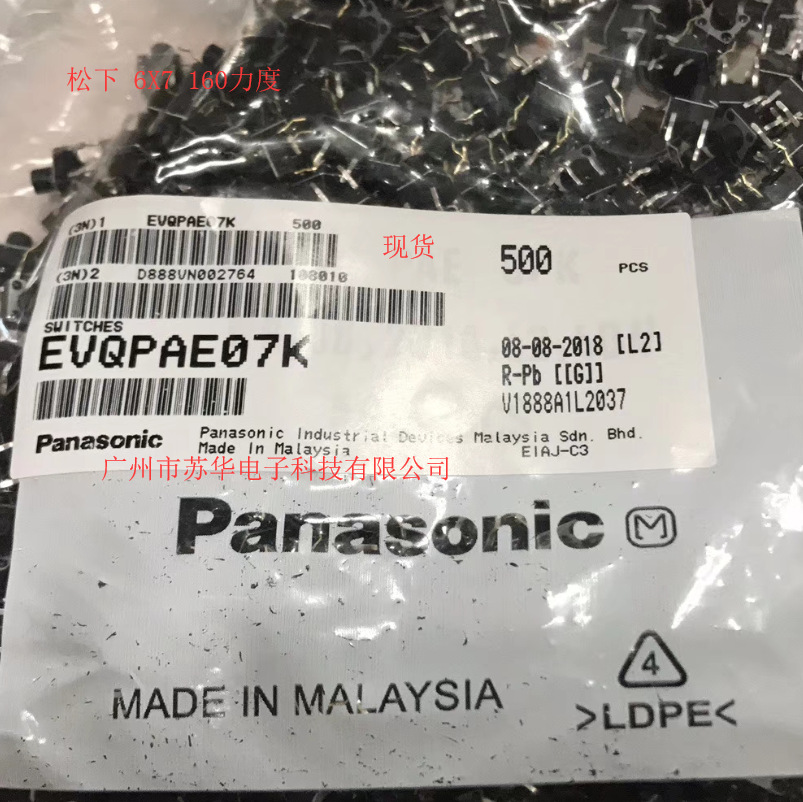 松下 6X7 160力度
(3N)1 EVQPAE07K 500
现货
500 PCS
(3N)2 D888VN002764 108010
SWITCHES
EVQPAE07K
08-08-2018 [L2]
R-Pb [[G]]
V1888A1L2037
Panasonic
Panasonic Industrial Devices Malaysia Sdn. Bhd.
Made In Malaysia EIAJ-C3
广州市苏华电子科技有限公司
Panasonic M
MADE IN MALAYSIA
4
>LDPE<